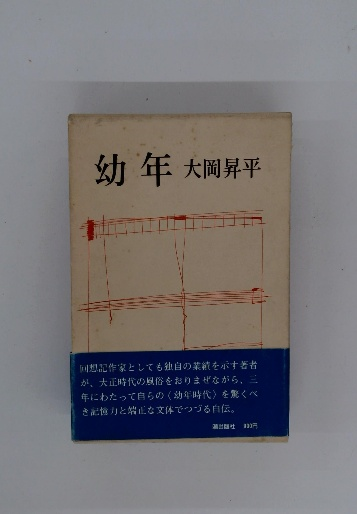 幼年 大岡昇平
回想記作家としても独自の業績を示す著者
が、大正時代の風俗をおりまぜながら、三
年にわたって自らの〈幼年時代〉を驚くべ
き記憶力と端正な文体でつづる自伝。
潮出版社